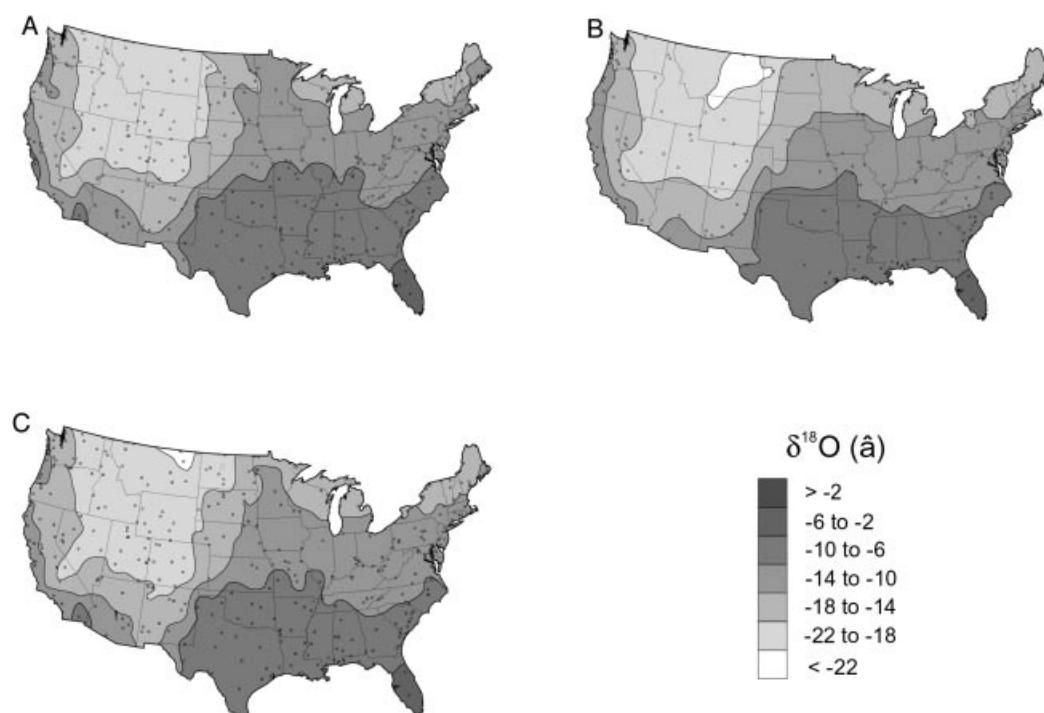 A
B
C
δ¹⁸O (â)
> -2
-6 to -2
-10 to -6
-14 to -10
-18 to -14
-22 to -18
< -22